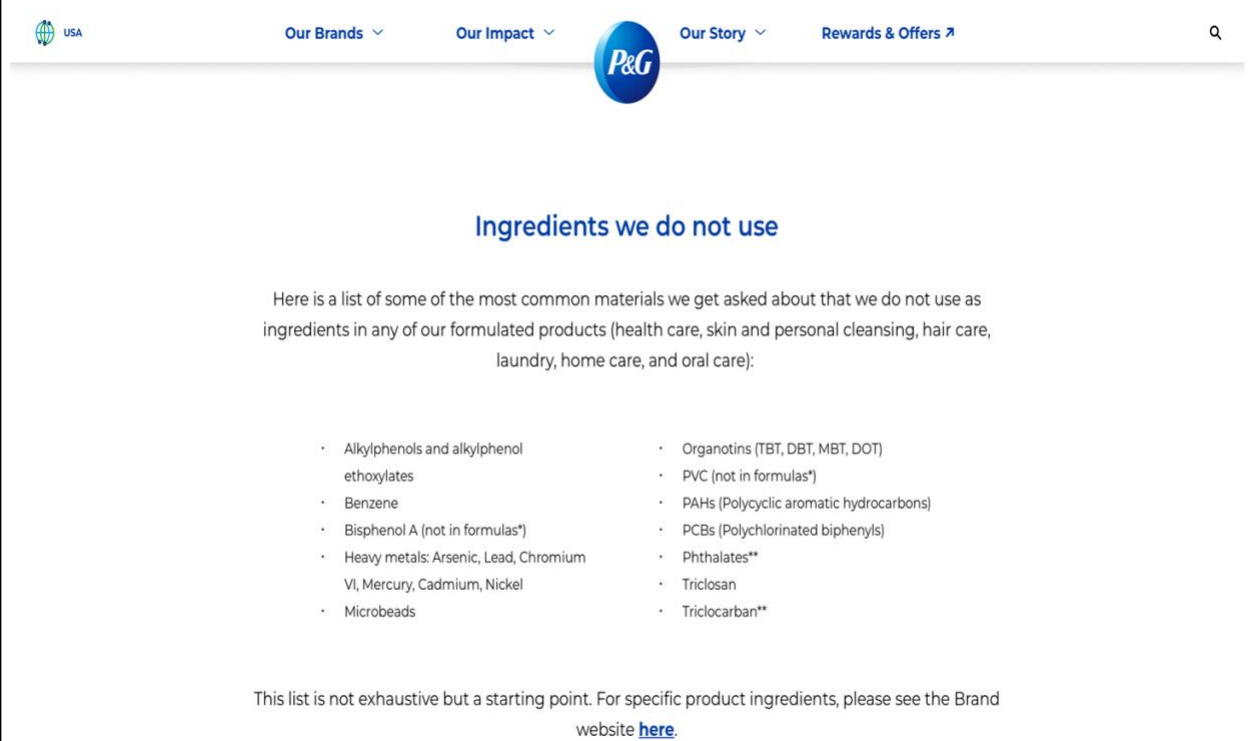 USA
Our Brands
Our Impact
P&G
Our Story
Rewards & Offers
Ingredients we do not use
Here is a list of some of the most common materials we get asked about that we do not use as
ingredients in any of our formulated products (health care, skin and personal cleansing, hair care,
laundry, home care, and oral care):
· Alkylphenols and alkylphenol
ethoxylates
· Benzene
· Bisphenol A (not in formulas*)
· Heavy metals: Arsenic, Lead, Chromium
VI, Mercury, Cadmium, Nickel
· Microbeads
· Organotins (TBT, DBT, MBT, DOT)
· PVC (not in formulas*)
· PAHs (Polycyclic aromatic hydrocarbons)
· PCBs (Polychlorinated biphenyls)
· Phthalates**
· Triclosan
· Triclocarban**
This list is not exhaustive but a starting point. For specific product ingredients, please see the Brand
website here.